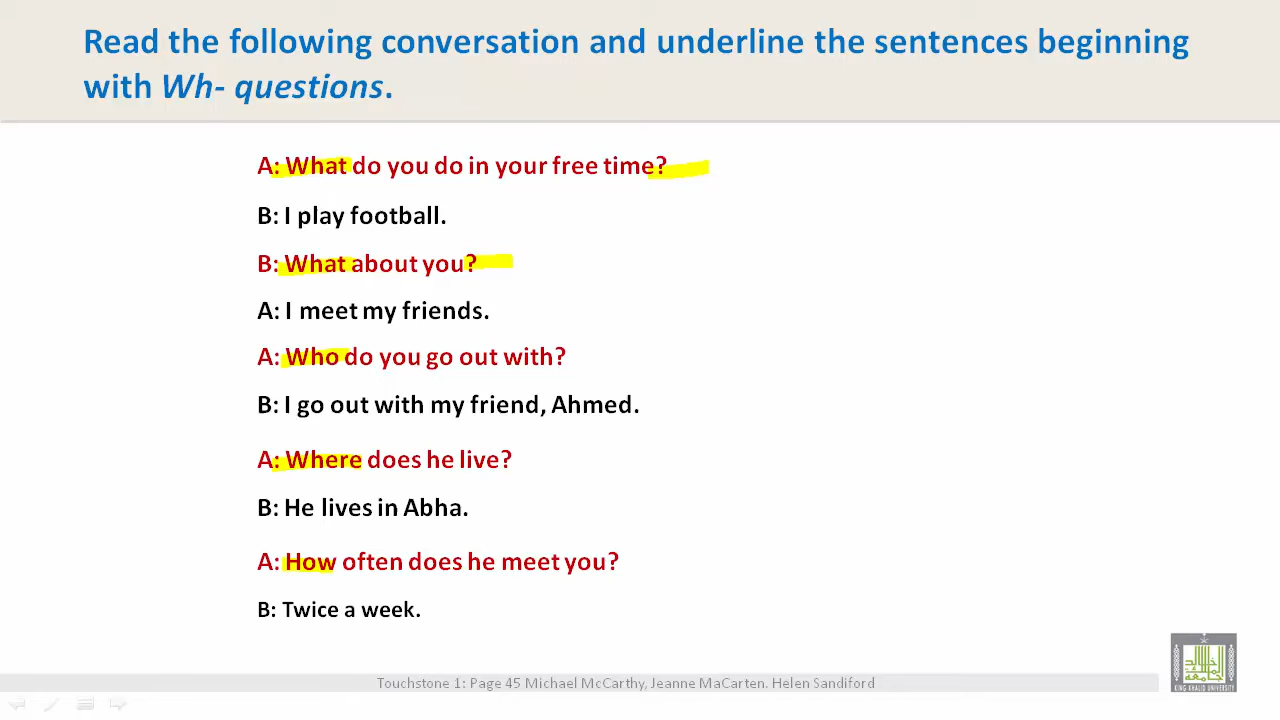 Read the following conversation and underline the sentences beginning
with Wh- questions.
A: What do you do in your free time?
B: I play football.
B: What about you?
A: I meet my friends.
A: Who do you go out with?
B: I go out with my friend, Ahmed.
A: Where does he live?
B: He lives in Abha.
A: How often does he meet you?
B: Twice a week.
Touchstone 1: Page 45 Michael McCarthy, Jeanne MaCarten. Helen Sandiford
KING KHALID UNIVERSITY